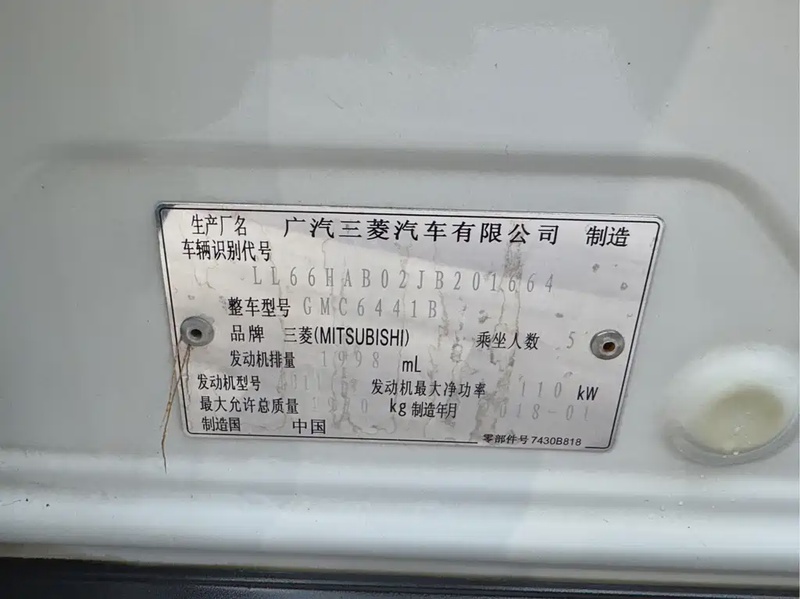 生产厂名 广汽三菱汽车有限公司 制造
车辆识别代号
LL66HAB02JB201664
整车型号 GMC6441B
品牌 三菱(MITSUBISHI) 乘坐人数 5
发动机排量 1998 mL
发动机型号 发动机最大净功率 110 kW
最大允许总质量 kg 制造年月
制造国 中国
零部件号 7430B818